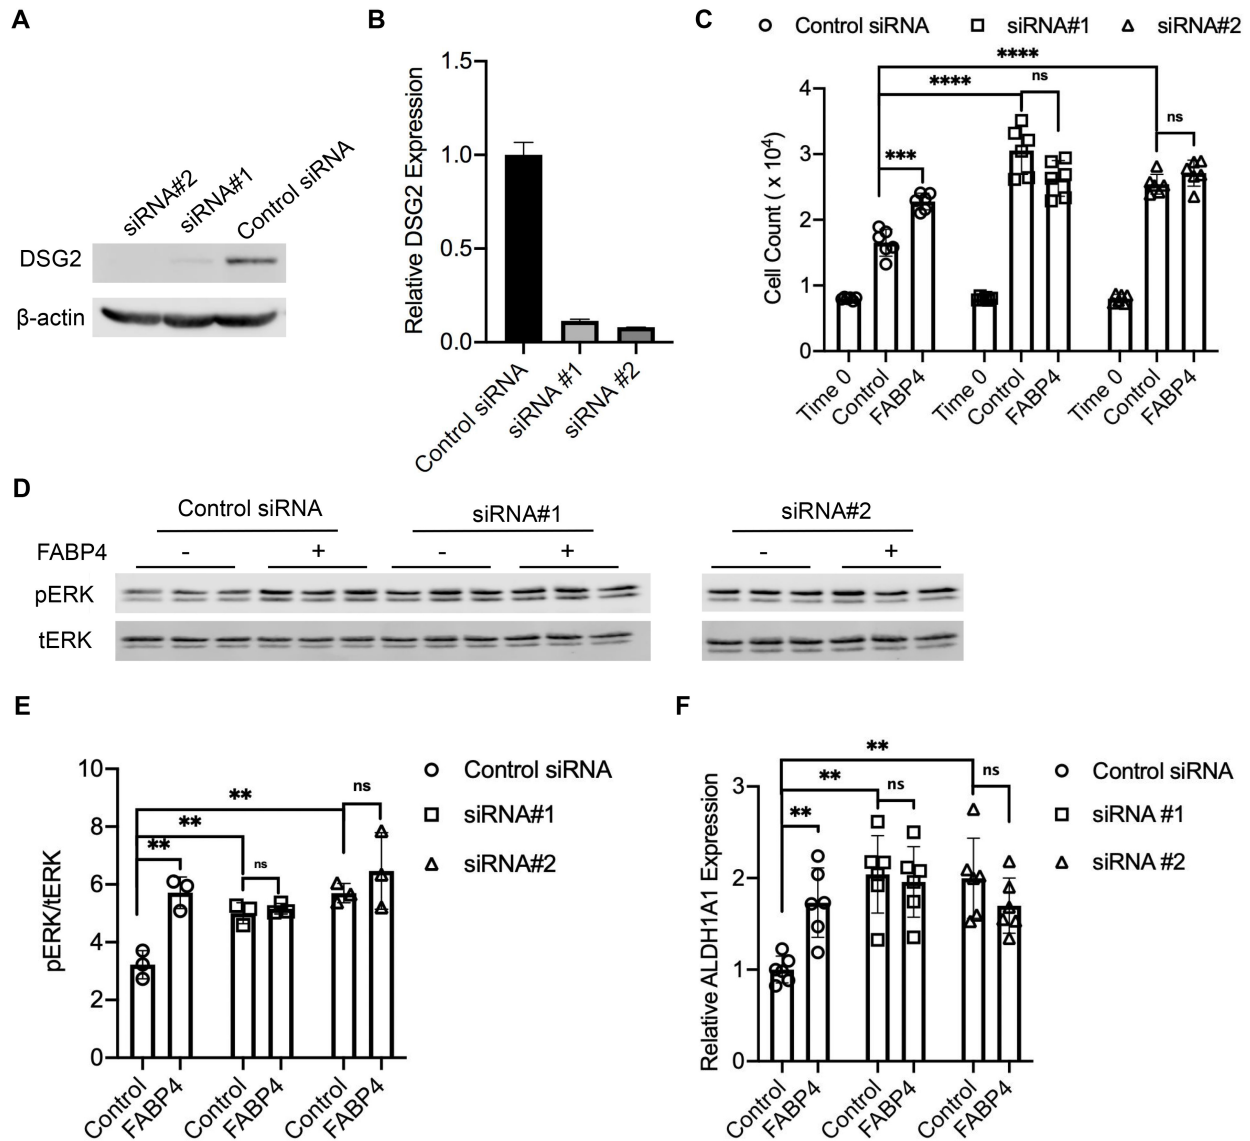 A
siRNA#2
siRNA#1
Control siRNA
DSG2
β-actin
B
Relative DSG2 Expression
1.5
1.0
0.5
0.0
Control siRNA
siRNA #1
siRNA #2
C
Control siRNA
siRNA#1
siRNA#2
Cell Count ( x 10⁴)
4
3
2
1
0
****
****
ns
***
ns
Time 0
Control
FABP4
Time 0
Control
FABP4
Time 0
Control
FABP4
D
Control siRNA
siRNA#1
siRNA#2
FABP4 - + - + - +
pERK
tERK
E
pERK/tERK
10
8
6
4
2
0
**
**
**
ns
ns
Control
FABP4
Control
FABP4
Control
FABP4
Control siRNA
siRNA#1
siRNA#2
F
Relative ALDH1A1 Expression
3
2
1
0
**
**
**
ns
ns
Control
FABP4
Control
FABP4
Control
FABP4
Control siRNA
siRNA #1
siRNA #2